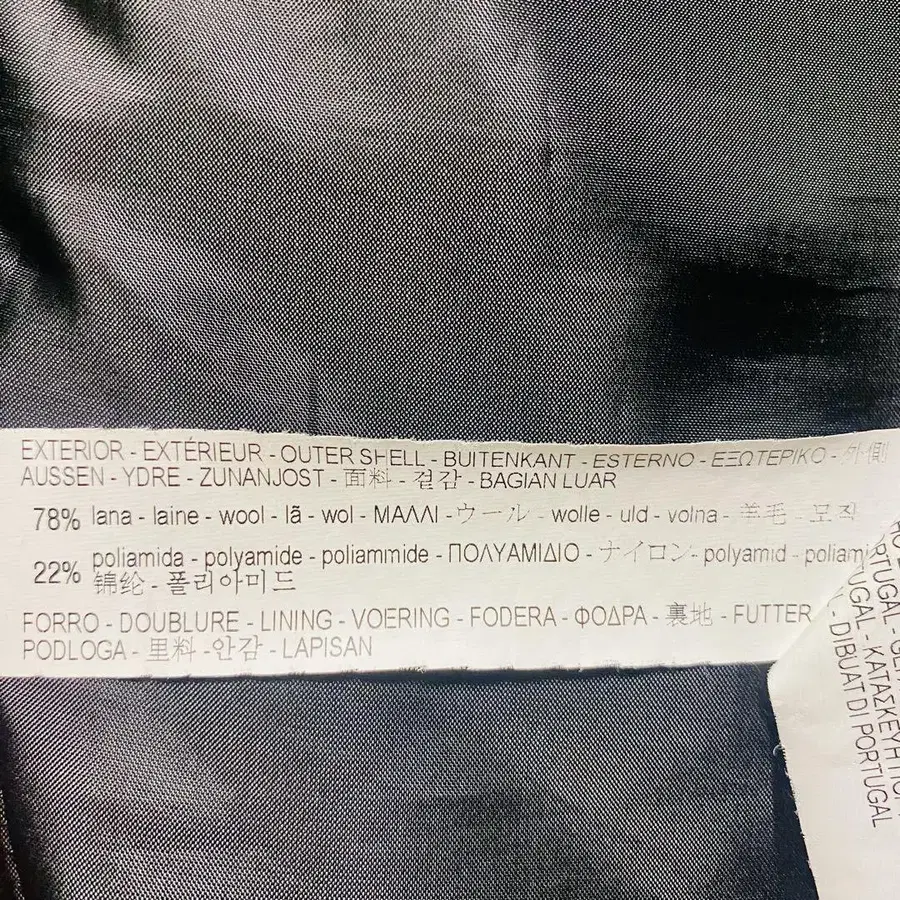 EXTERIOR - EXTÉRIEUR - OUTER SHELL - BUITENKANT - ESTERNO - ΕΞΩΤΕΡΙΚΟ - 外側
AUSSEN - YDRE - ZUNANJOST - 面料 - 겉감 - BAGIAN LUAR
78% lana - laine - wool - lã - wol - ΜΑΛΛΙ - ウール - wolle - uld - volna - 羊毛 - 모직
22% poliamida - polyamide - poliammide - ΠΟΛΥΑΜΙΔΙΟ - ナイロン - polyamid - poliami
锦纶 - 폴리아미드
FORRO - DOUBLURE - LINING - VOERING - FODERA - ΦΟΔΡΑ - 裏地 - FUTTER
PODLOGA - 里料 - 안감 - LAPISAN
RTUGAL
UGAL - ΚΑΤΑΣΚΕΥΗ
- DIBUAT DI PORTUGAL